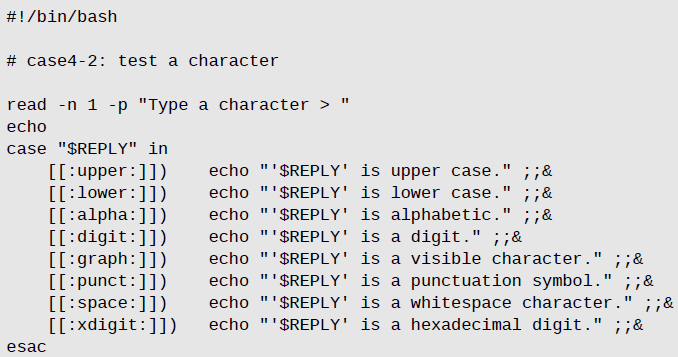 #!/bin/bash
# case4-2: test a character
read -n 1 -p "Type a character > "
echo
case "$REPLY" in
[[:upper:]]) echo "'$REPLY' is upper case." ;;&
[[:lower:]]) echo "'$REPLY' is lower case." ;;&
[[:alpha:]]) echo "'$REPLY' is alphabetic." ;;&
[[:digit:]]) echo "'$REPLY' is a digit." ;;&
[[:graph:]]) echo "'$REPLY' is a visible character." ;;&
[[:punct:]]) echo "'$REPLY' is a punctuation symbol." ;;&
[[:space:]]) echo "'$REPLY' is a whitespace character." ;;&
[[:xdigit:]]) echo "'$REPLY' is a hexadecimal digit." ;;&
esac